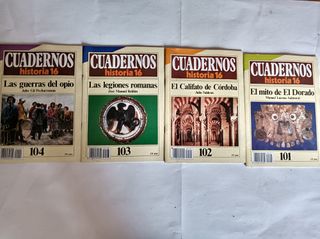 CUADERNOS
historia 16
Las guerras del opio
104
CUADERNOS
historia 16
Las legiones romanas
103
CUADERNOS
historia 16
El Califato de Córdoba
102
CUADERNOS
historia 16
El mito de El Dorado
101